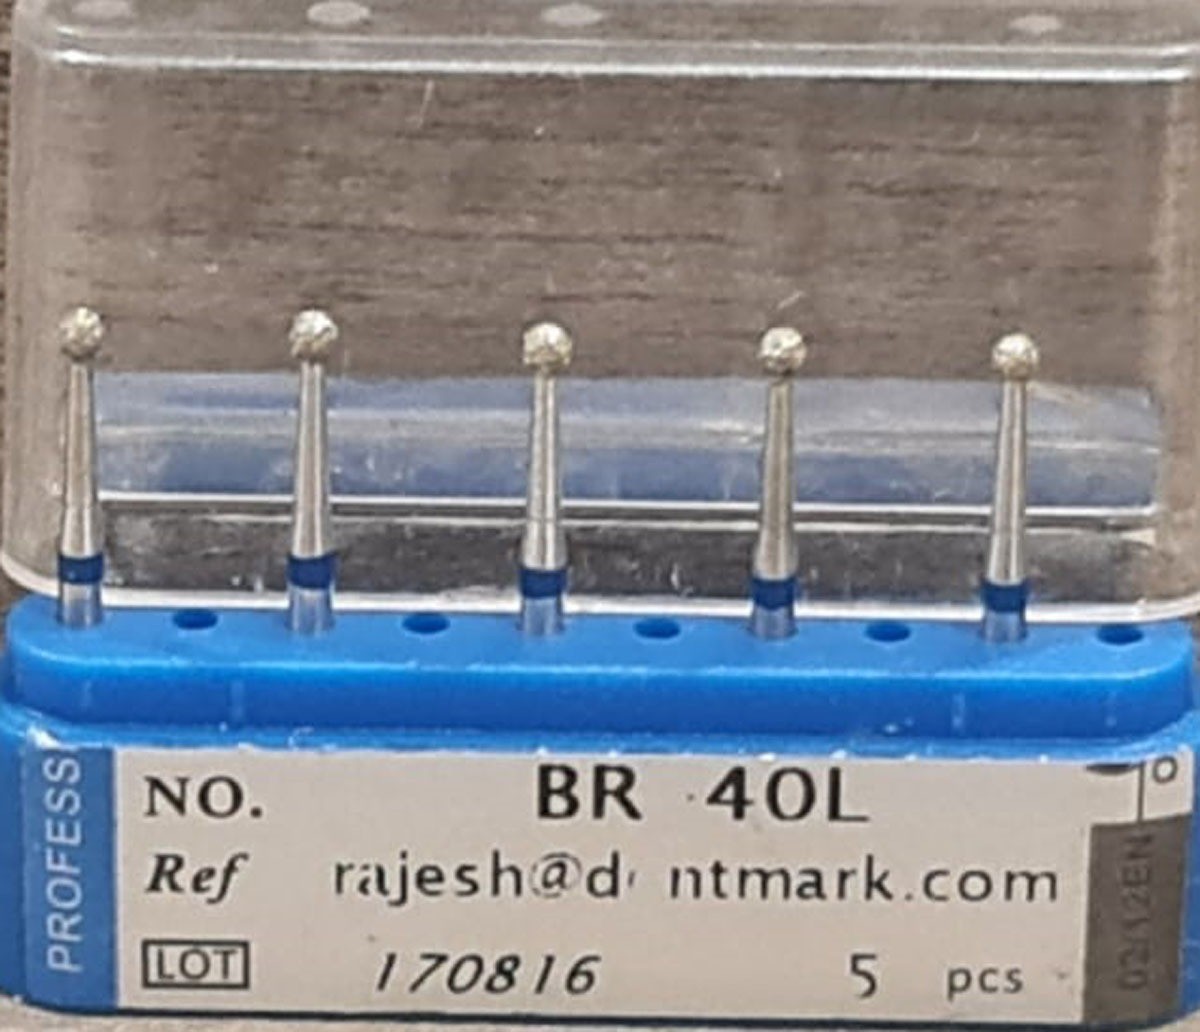 NO. BR 40L
Ref rajesh@d ntmark.com
LOT 170816 5 pcs
PROFESS